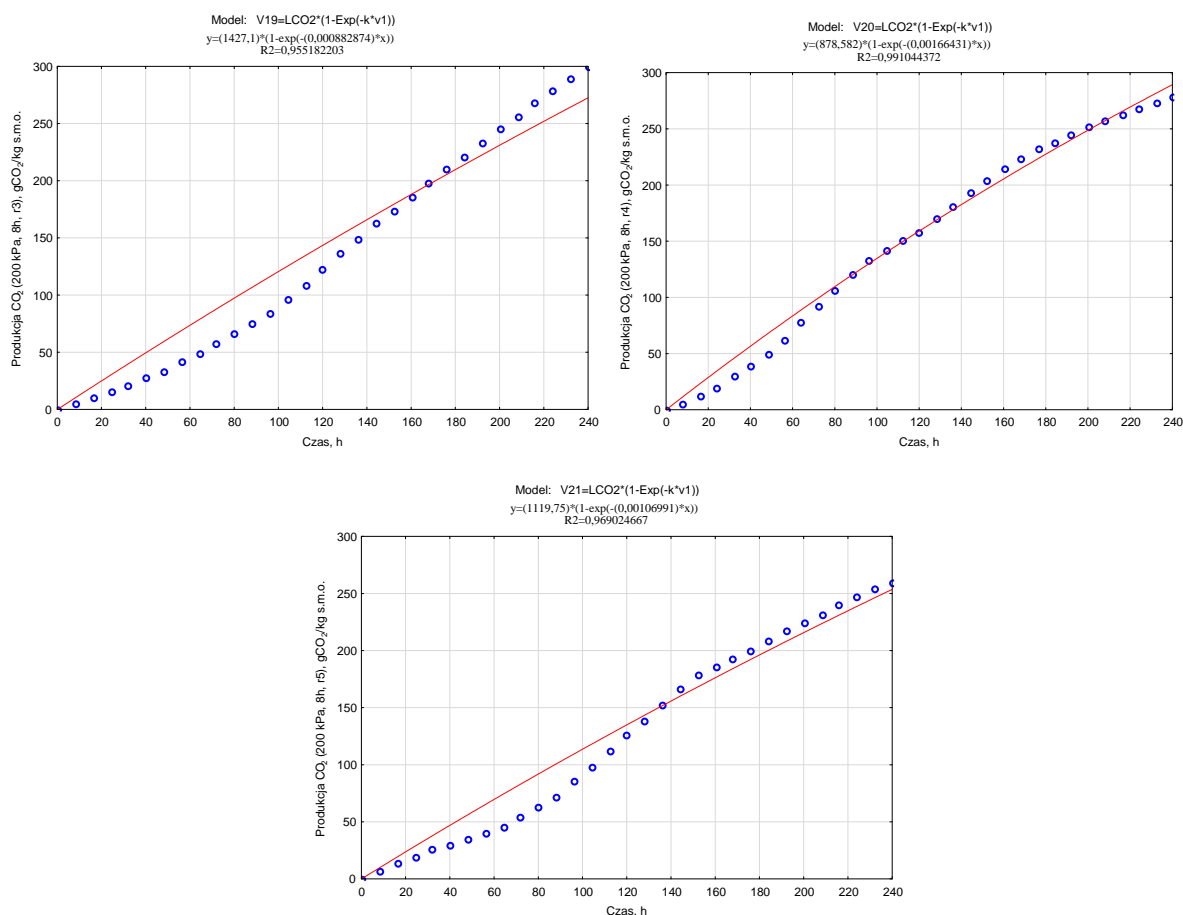 Model: V19=LCO2*(1-Exp(-k*v1))
y=(1427,1)*(1-exp(-(0,000882874)*x))
R2=0,955182203
Produkcja CO₂ (200 kPa, 8h, r3), gCO₂/kg s.m.o.
300
250
200
150
100
50
0
0 20 40 60 80 100 120 140 160 180 200 220 240
Czas, h
Model: V20=LCO2*(1-Exp(-k*v1))
y=(878,582)*(1-exp(-(0,00166431)*x))
R2=0,991044372
Produkcja CO₂ (200 kPa, 8h, r4), gCO₂/kg s.m.o.
300
250
200
150
100
50
0
0 20 40 60 80 100 120 140 160 180 200 220 240
Czas, h
Model: V21=LCO2*(1-Exp(-k*v1))
y=(1119,75)*(1-exp(-(0,00106991)*x))
R2=0,969024667
Produkcja CO₂ (200 kPa, 8h, r5), gCO₂/kg s.m.o.
300
250
200
150
100
50
0
0 20 40 60 80 100 120 140 160 180 200 220 240
Czas, h